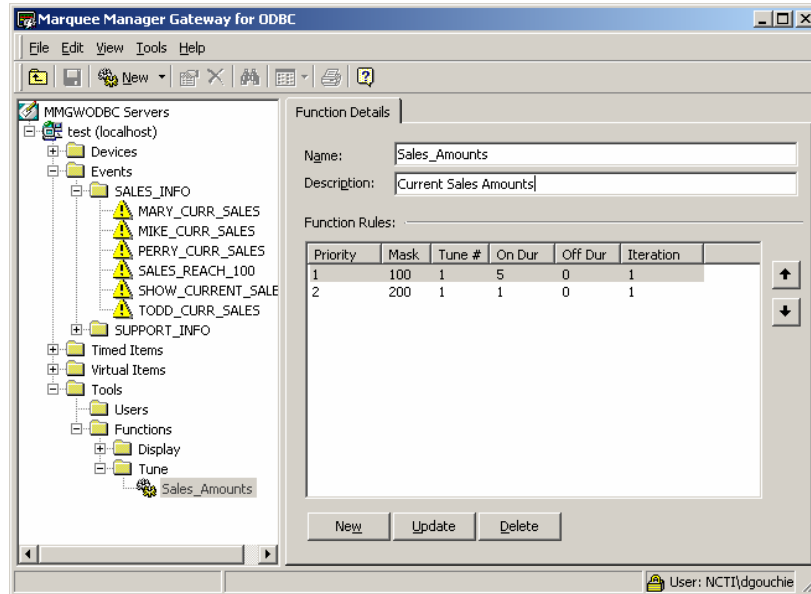 Marquee Manager Gateway for ODBC
File Edit View Tools Help
New
MMGWODBC Servers
test (localhost)
Devices
Events
SALES_INFO
MARY_CURR_SALES
MIKE_CURR_SALES
PERRY_CURR_SALES
SALES_REACH_100
SHOW_CURRENT_SALE
TODD_CURR_SALES
SUPPORT_INFO
Timed Items
Virtual Items
Tools
Users
Functions
Display
Tune
Sales_Amounts
Function Details
Name: Sales_Amounts
Description: Current Sales Amounts
Function Rules:
Priority Mask Tune # On Dur Off Dur Iteration
1 100 1 5 0 1
2 200 1 1 0 1
New Update Delete
User: NCTI\dgouchie